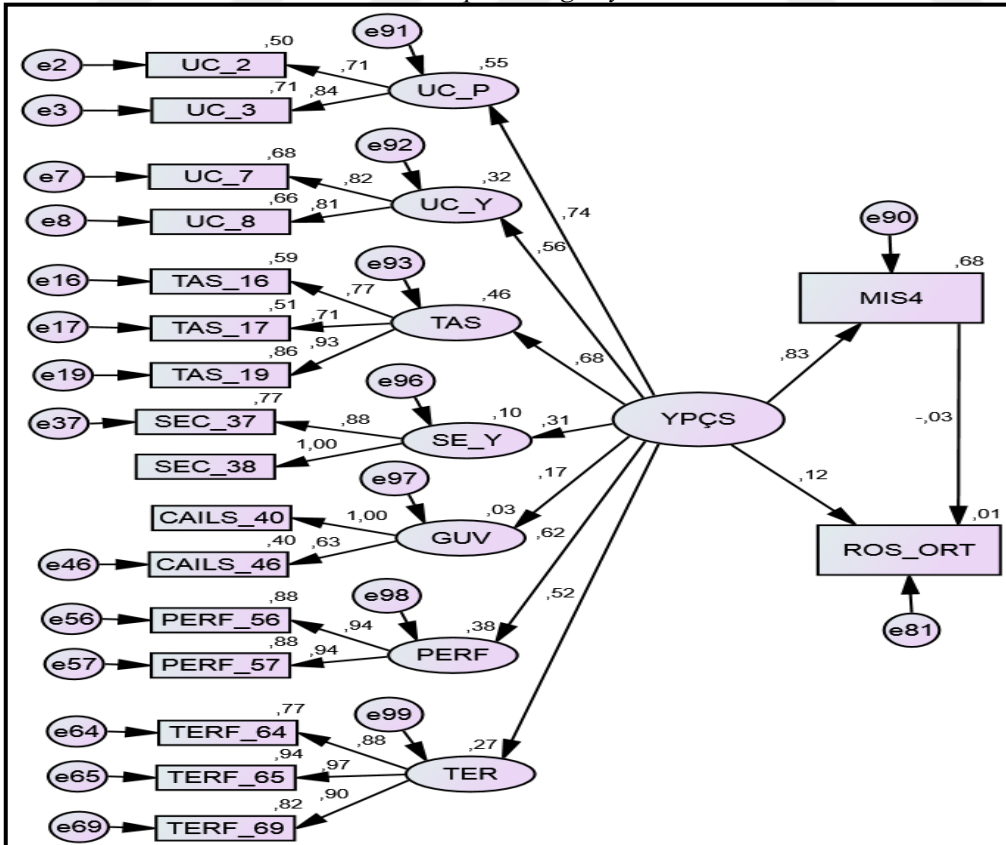 e91
,50
,55
e2
UC_2
,71
,71
,84
UC_P
e3
UC_3
e92
,68
,32
e7
UC_7
,82
,66
,81
UC_Y
e8
UC_8
,74
,56
e93
,59
,46
e16
TAS_16
,77
,51
,71
TAS
e17
TAS_17
,86
,93
e19
TAS_19
,68
e90
,68
MIS4
,83
e96
,77
,10
e37
SEC_37
,88
,31
SE_Y
1,00
SEC_38
YPÇS
-,03
,17
,12
e97
,03
CAILS_40
1,00
,40
,63
GUV
,62
e46
CAILS_46
,01
ROS_ORT
,52
e81
e98
,88
,38
e56
PERF_56
,94
,88
,94
PERF
e57
PERF_57
e99
,77
,27
e64
TERF_64
,88
,94
,97
TER
e65
TERF_65
,82
,90
e69
TERF_69